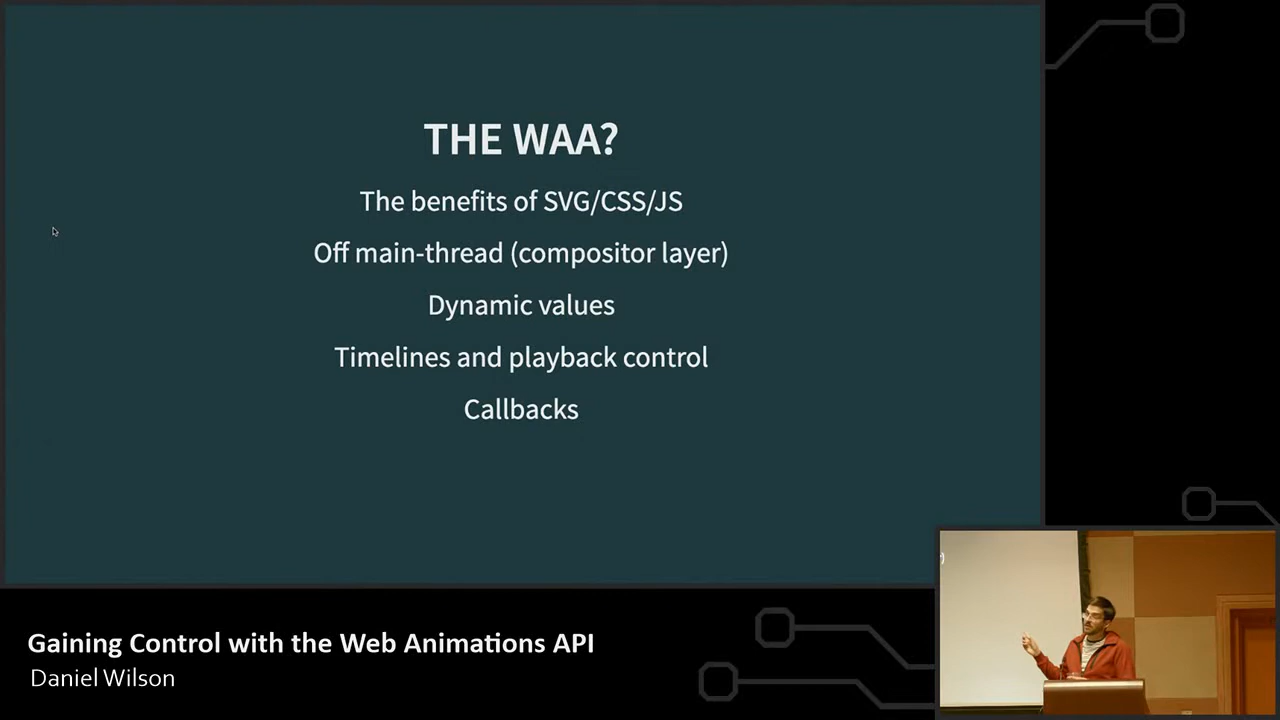 THE WAA?
The benefits of SVG/CSS/JS
Off main-thread (compositor layer)
Dynamic values
Timelines and playback control
Callbacks
Gaining Control with the Web Animations API
Daniel Wilson